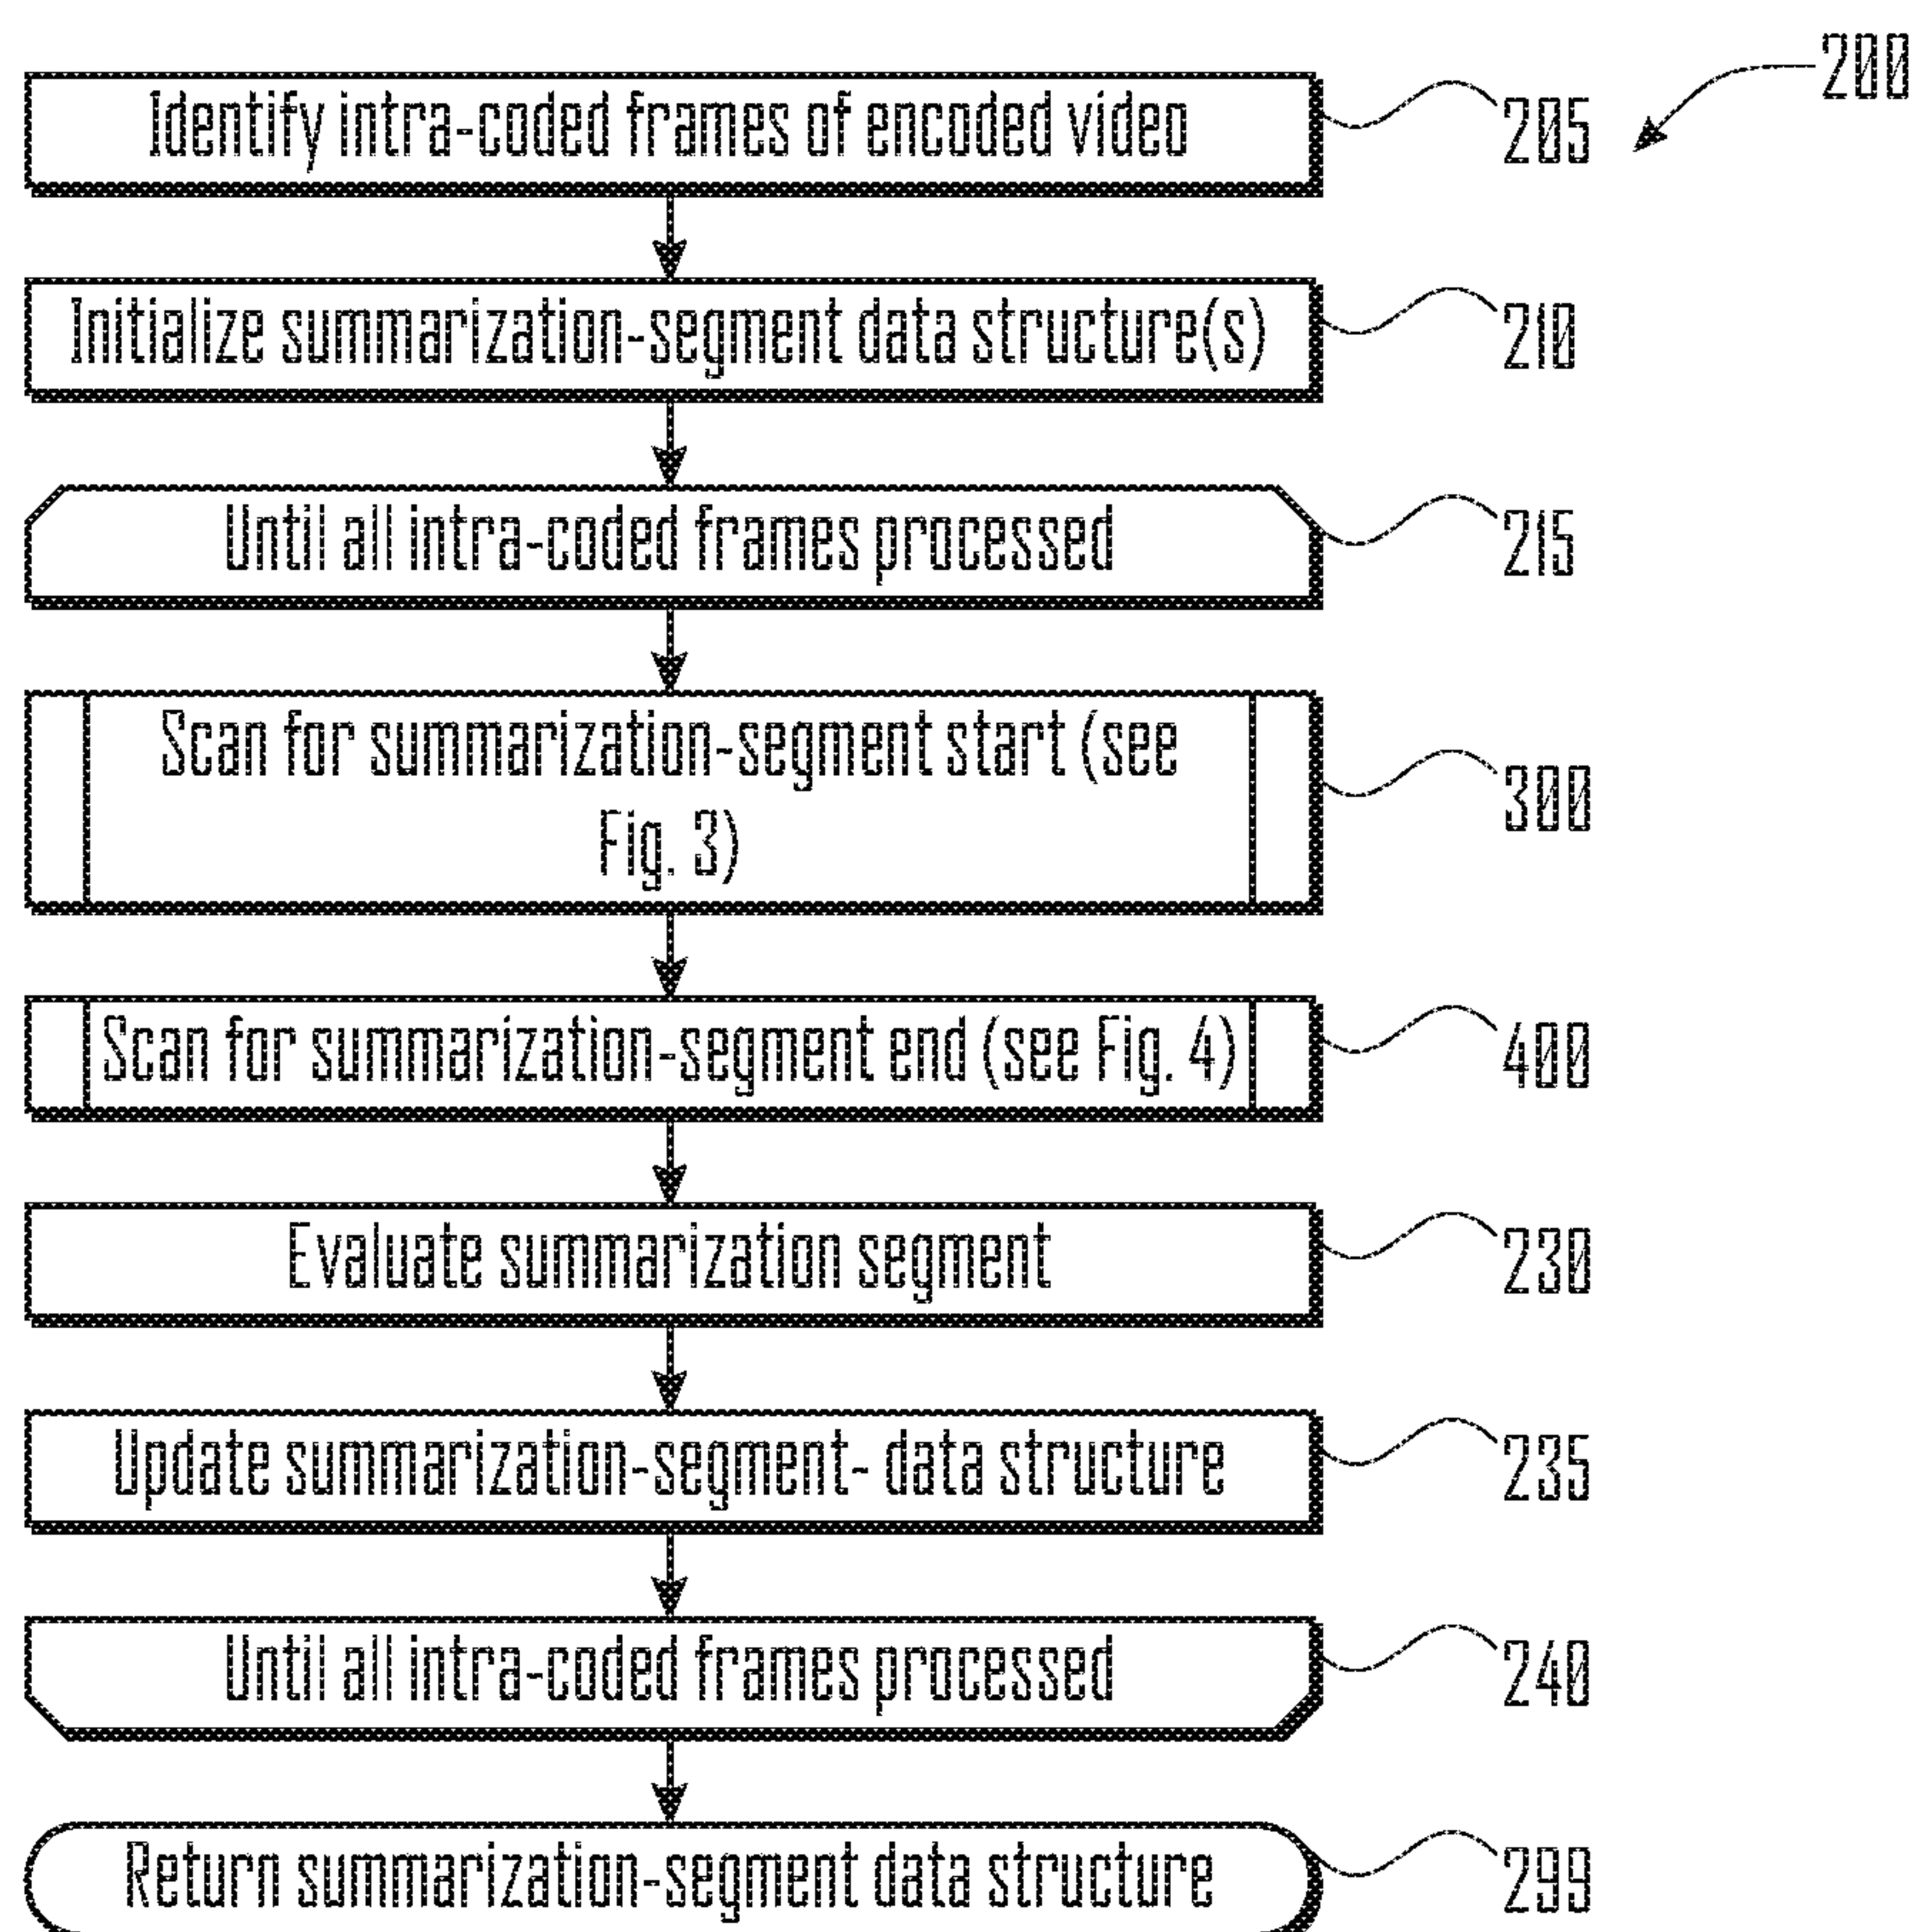 200
Identify intra-coded frames of encoded video
205
Initialize summarization-segment data structure(s)
210
Until all intra-coded frames processed
215
Scan for summarization-segment start (see
Fig. 3)
300
Scan for summarization-segment end (see Fig. 4)
400
Evaluate summarization segment
230
Update summarization-segment- data structure
235
Until all intra-coded frames processed
240
Return summarization-segment data structure
299